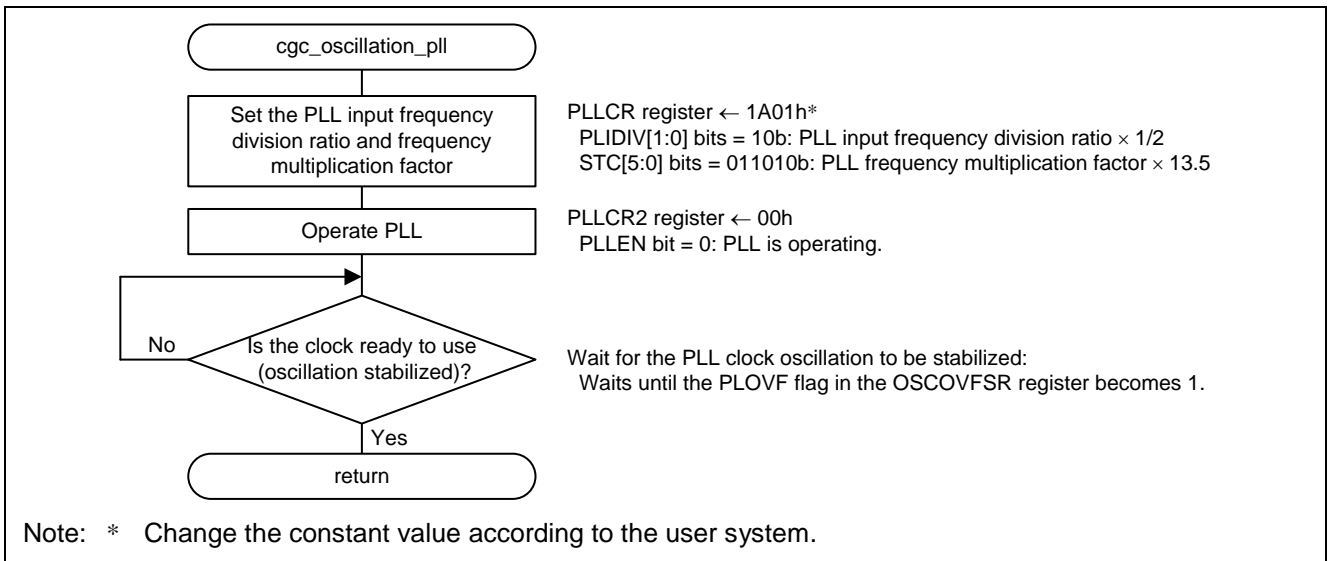 cgc_oscillation_pll
Set the PLL input frequency
division ratio and frequency
multiplication factor
PLLCR register ← 1A01h*
PLIDIV[1:0] bits = 10b: PLL input frequency division ratio × 1/2
STC[5:0] bits = 011010b: PLL frequency multiplication factor × 13.5
Operate PLL
PLLCR2 register ← 00h
PLLEN bit = 0: PLL is operating.
No
Is the clock ready to use
(oscillation stabilized)?
Wait for the PLL clock oscillation to be stabilized:
Waits until the PLOVF flag in the OSCOVFSR register becomes 1.
Yes
return
Note: * Change the constant value according to the user system.